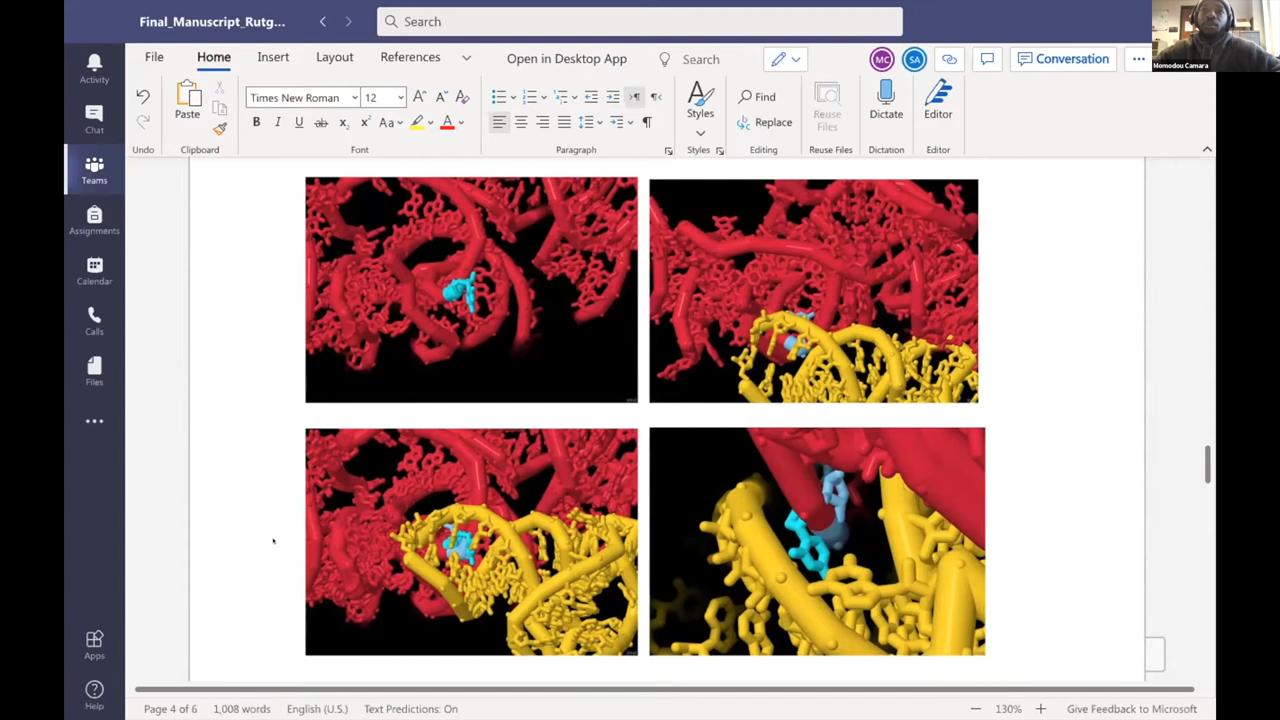 Final_Manuscript_Rutg...
Search
Momodou Camara
File
Home
Insert
Layout
References
Open in Desktop App
Search
MC
SA
Conversation
Paste
Times New Roman
12
Styles
Find
Replace
Reuse
Files
Dictate
Editor
Undo
Clipboard
Font
Paragraph
Styles
Editing
Reuse Files
Dictation
Editor
Activity
Chat
Teams
Assignments
Calendar
Calls
Files
Apps
Help
Page 4 of 6
1,008 words
English (U.S.)
Text Predictions: On
130%
Give Feedback to Microsoft